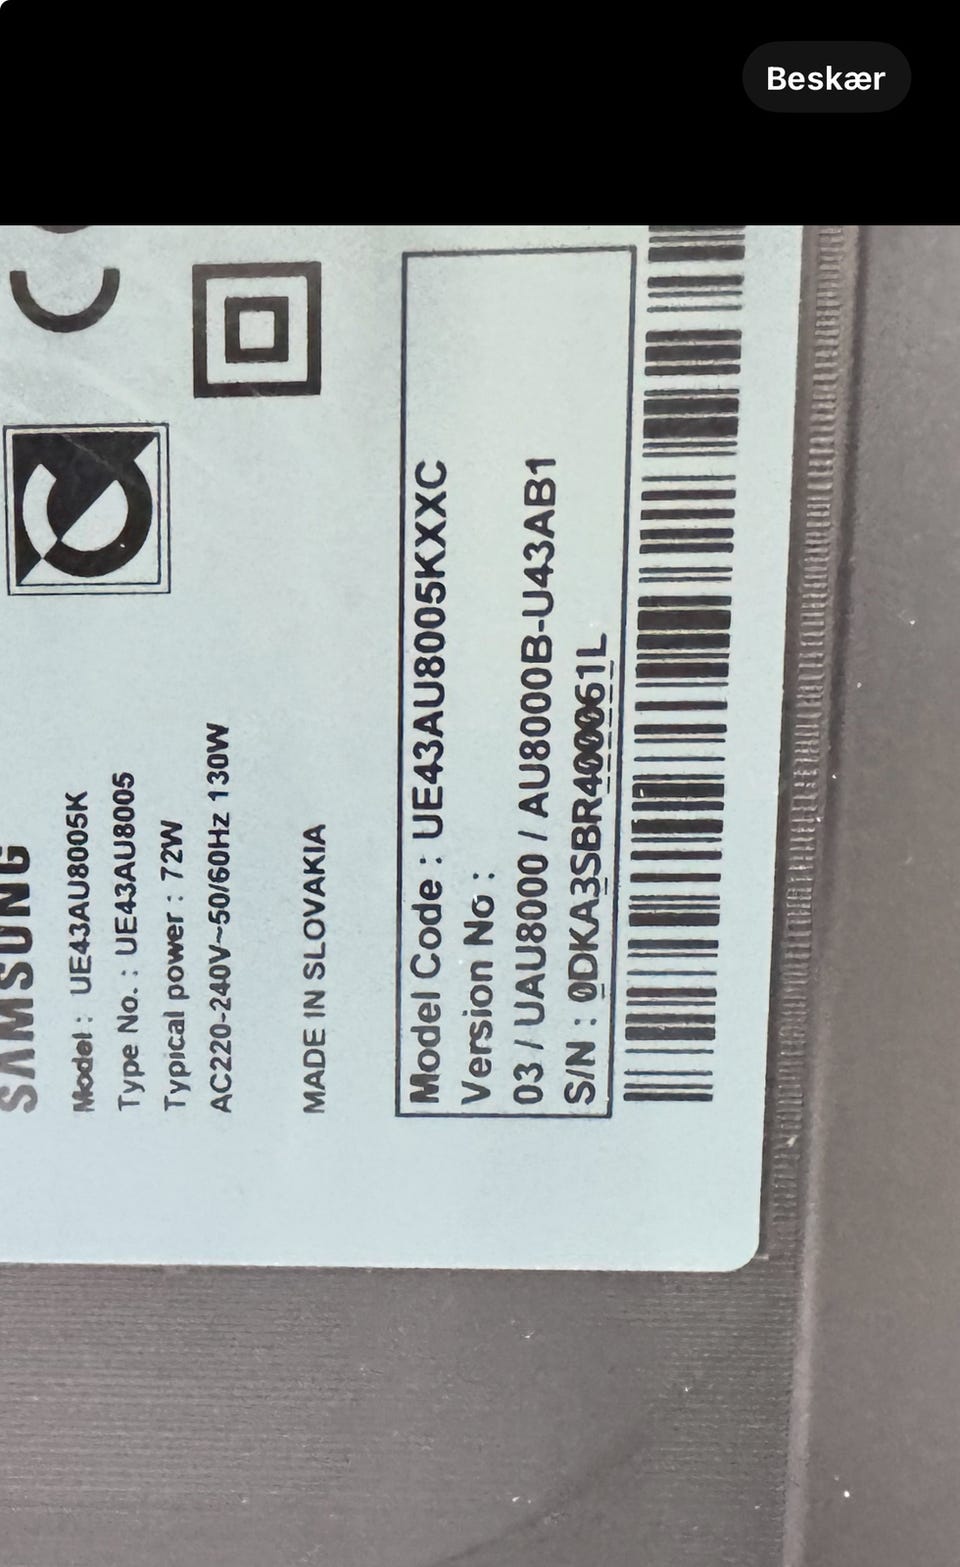 Beskær
SAMSUNG
Model : UE43AU8005K
Type No. : UE43AU8005
Typical power : 72W
AC220-240V~50/60Hz 130W
MADE IN SLOVAKIA
Model Code : UE43AU8005KXXC
Version No :
03 / UAU8000 / AU8000B-U43AB1
S/N : 0DKA3SBR400061L